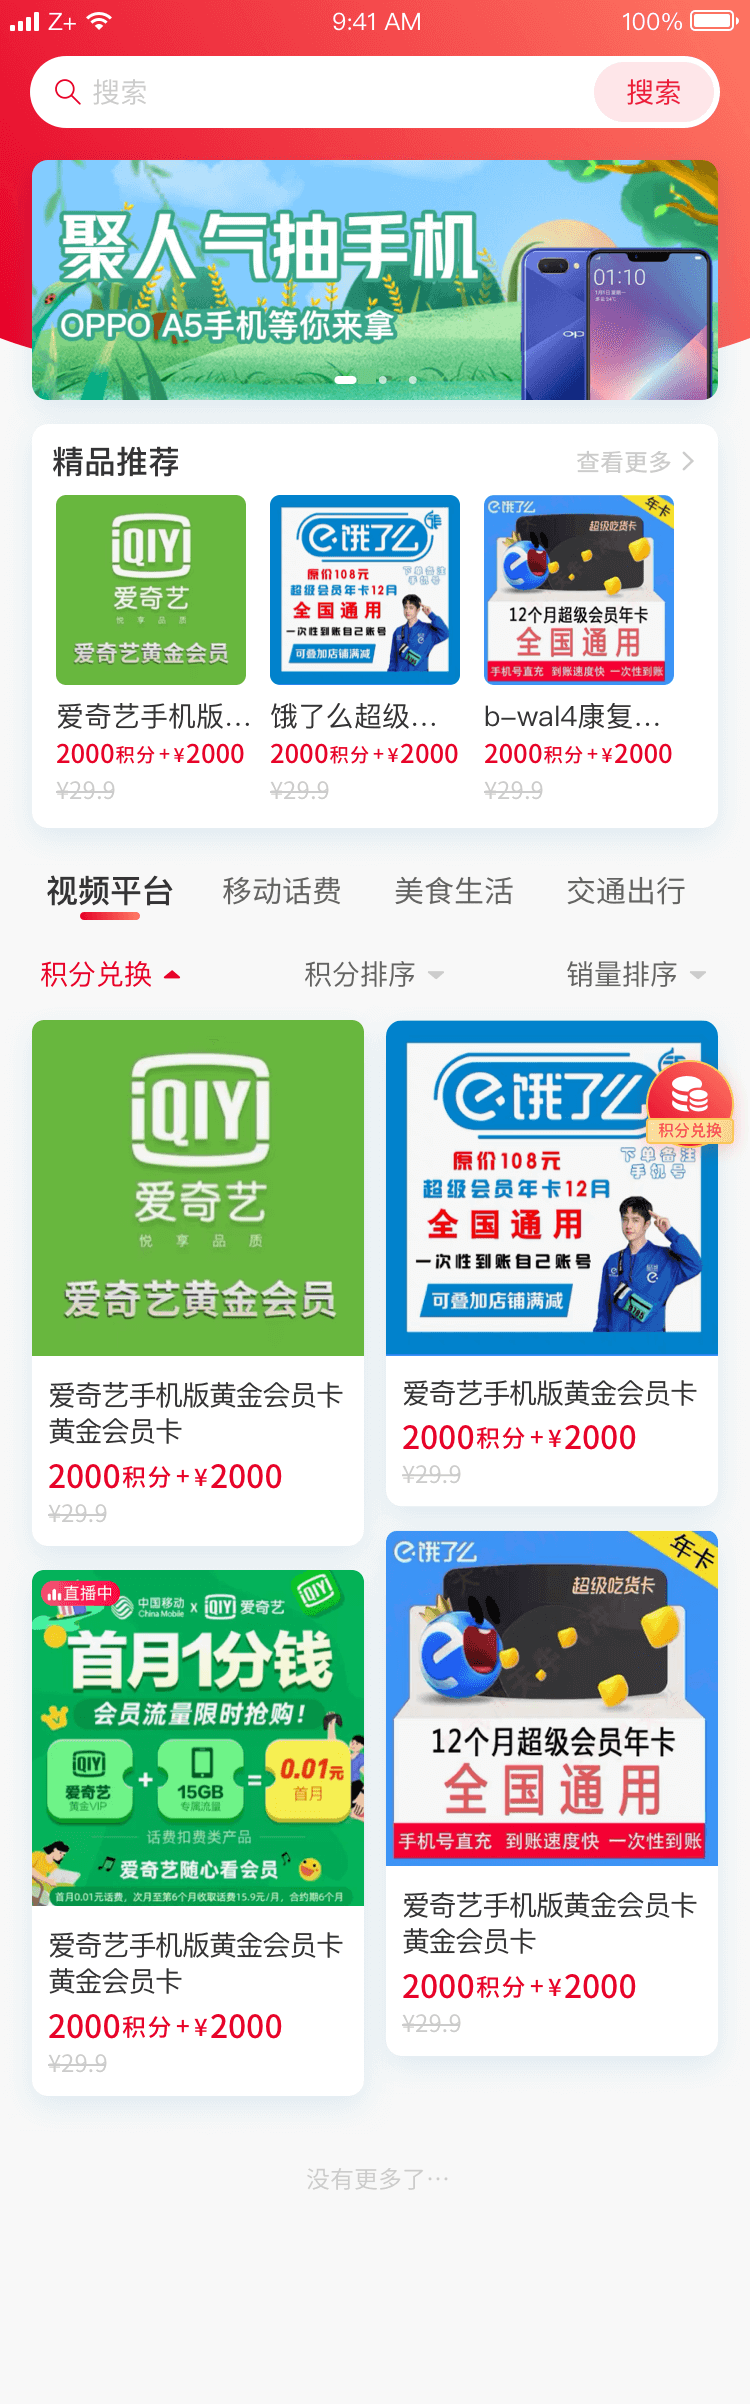 Z+ 9:41 AM 100%
搜索 搜索
聚人气抽手机
OPPO A5手机等你来拿
01:10
精品推荐 查看更多
iQIYI
爱奇艺
悦享品质
爱奇艺黄金会员
饿了么
原价108元
下单备注
手机号
超级会员年卡12月
全国通用
一次性到账自己账号
可叠加店铺满减
饿了么
年卡
超级吃货卡
12个月超级会员年卡
全国通用
手机号直充 到账速度快 一次性到账
爱奇艺手机版... 饿了么超级... b-wal4康复...
2000积分+¥2000 2000积分+¥2000 2000积分+¥2000
¥29.9 ¥29.9 ¥29.9
视频平台 移动话费 美食生活 交通出行
积分兑换 积分排序 销量排序
iQIYI
爱奇艺
悦享品质
爱奇艺黄金会员
爱奇艺手机版黄金会员卡
黄金会员卡
2000积分+¥2000
¥29.9
饿了么
积分兑换
原价108元
下单备注
手机号
超级会员年卡12月
全国通用
一次性到账自己账号
可叠加店铺满减
爱奇艺手机版黄金会员卡
2000积分+¥2000
¥29.9
直播中
中国移动 China Mobile x iQIYI 爱奇艺
iQIYI
首月1分钱
会员流量限时抢购!
iQIYI 爱奇艺 黄金VIP + 15GB 专属流量 = 0.01元 首月
话费扣费类产品
爱奇艺随心看会员
首月0.01元话费，次月至第6个月收取话费15.9元/月，合约期6个月
爱奇艺手机版黄金会员卡
黄金会员卡
2000积分+¥2000
¥29.9
饿了么
年卡
超级吃货卡
12个月超级会员年卡
全国通用
手机号直充 到账速度快 一次性到账
爱奇艺手机版黄金会员卡
黄金会员卡
2000积分+¥2000
¥29.9
没有更多了···